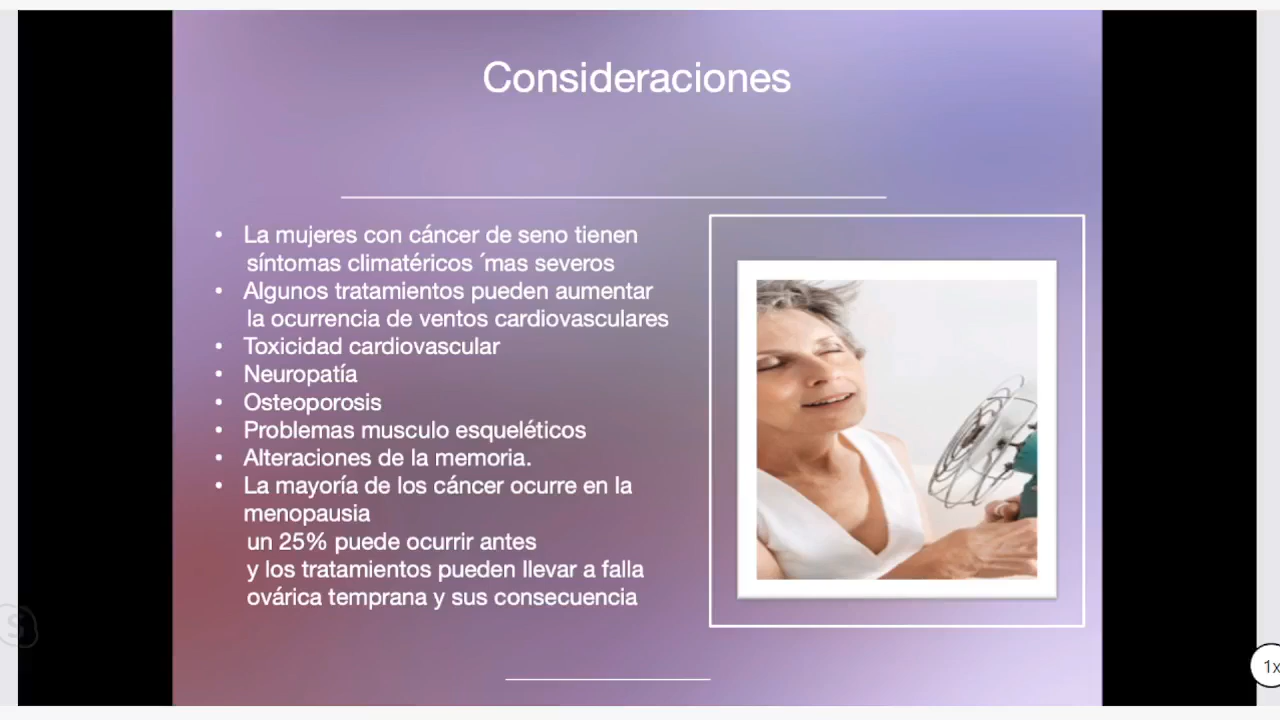 Consideraciones
• La mujeres con cáncer de seno tienen
síntomas climatéricos ´mas severos
• Algunos tratamientos pueden aumentar
la ocurrencia de ventos cardiovasculares
• Toxicidad cardiovascular
• Neuropatía
• Osteoporosis
• Problemas musculo esqueléticos
• Alteraciones de la memoria.
• La mayoría de los cáncer ocurre en la
menopausia
un 25% puede ocurrir antes
y los tratamientos pueden llevar a falla
ovárica temprana y sus consecuencia
S
1x